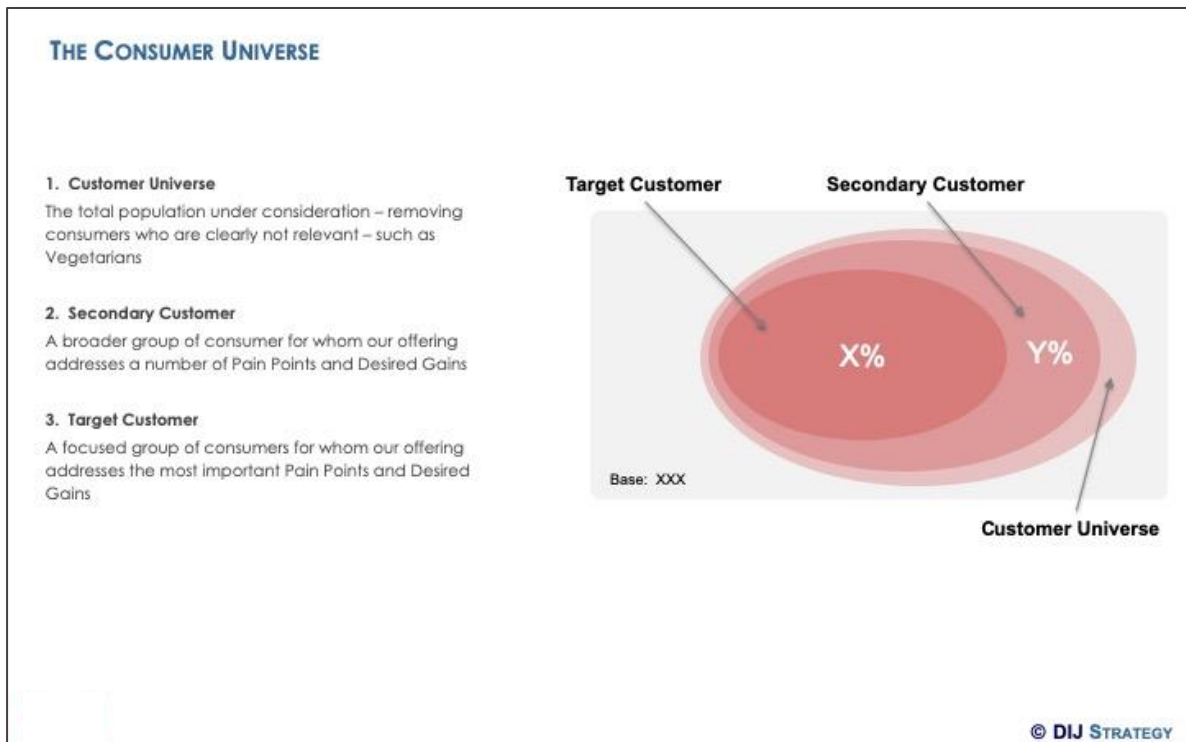 THE CONSUMER UNIVERSE
1. Customer Universe
The total population under consideration – removing
consumers who are clearly not relevant – such as
Vegetarians
2. Secondary Customer
A broader group of consumer for whom our offering
addresses a number of Pain Points and Desired Gains
3. Target Customer
A focused group of consumers for whom our offering
addresses the most important Pain Points and Desired
Gains
Target Customer
Secondary Customer
X%
Y%
Base: XXX
Customer Universe
© DIJ STRATEGY